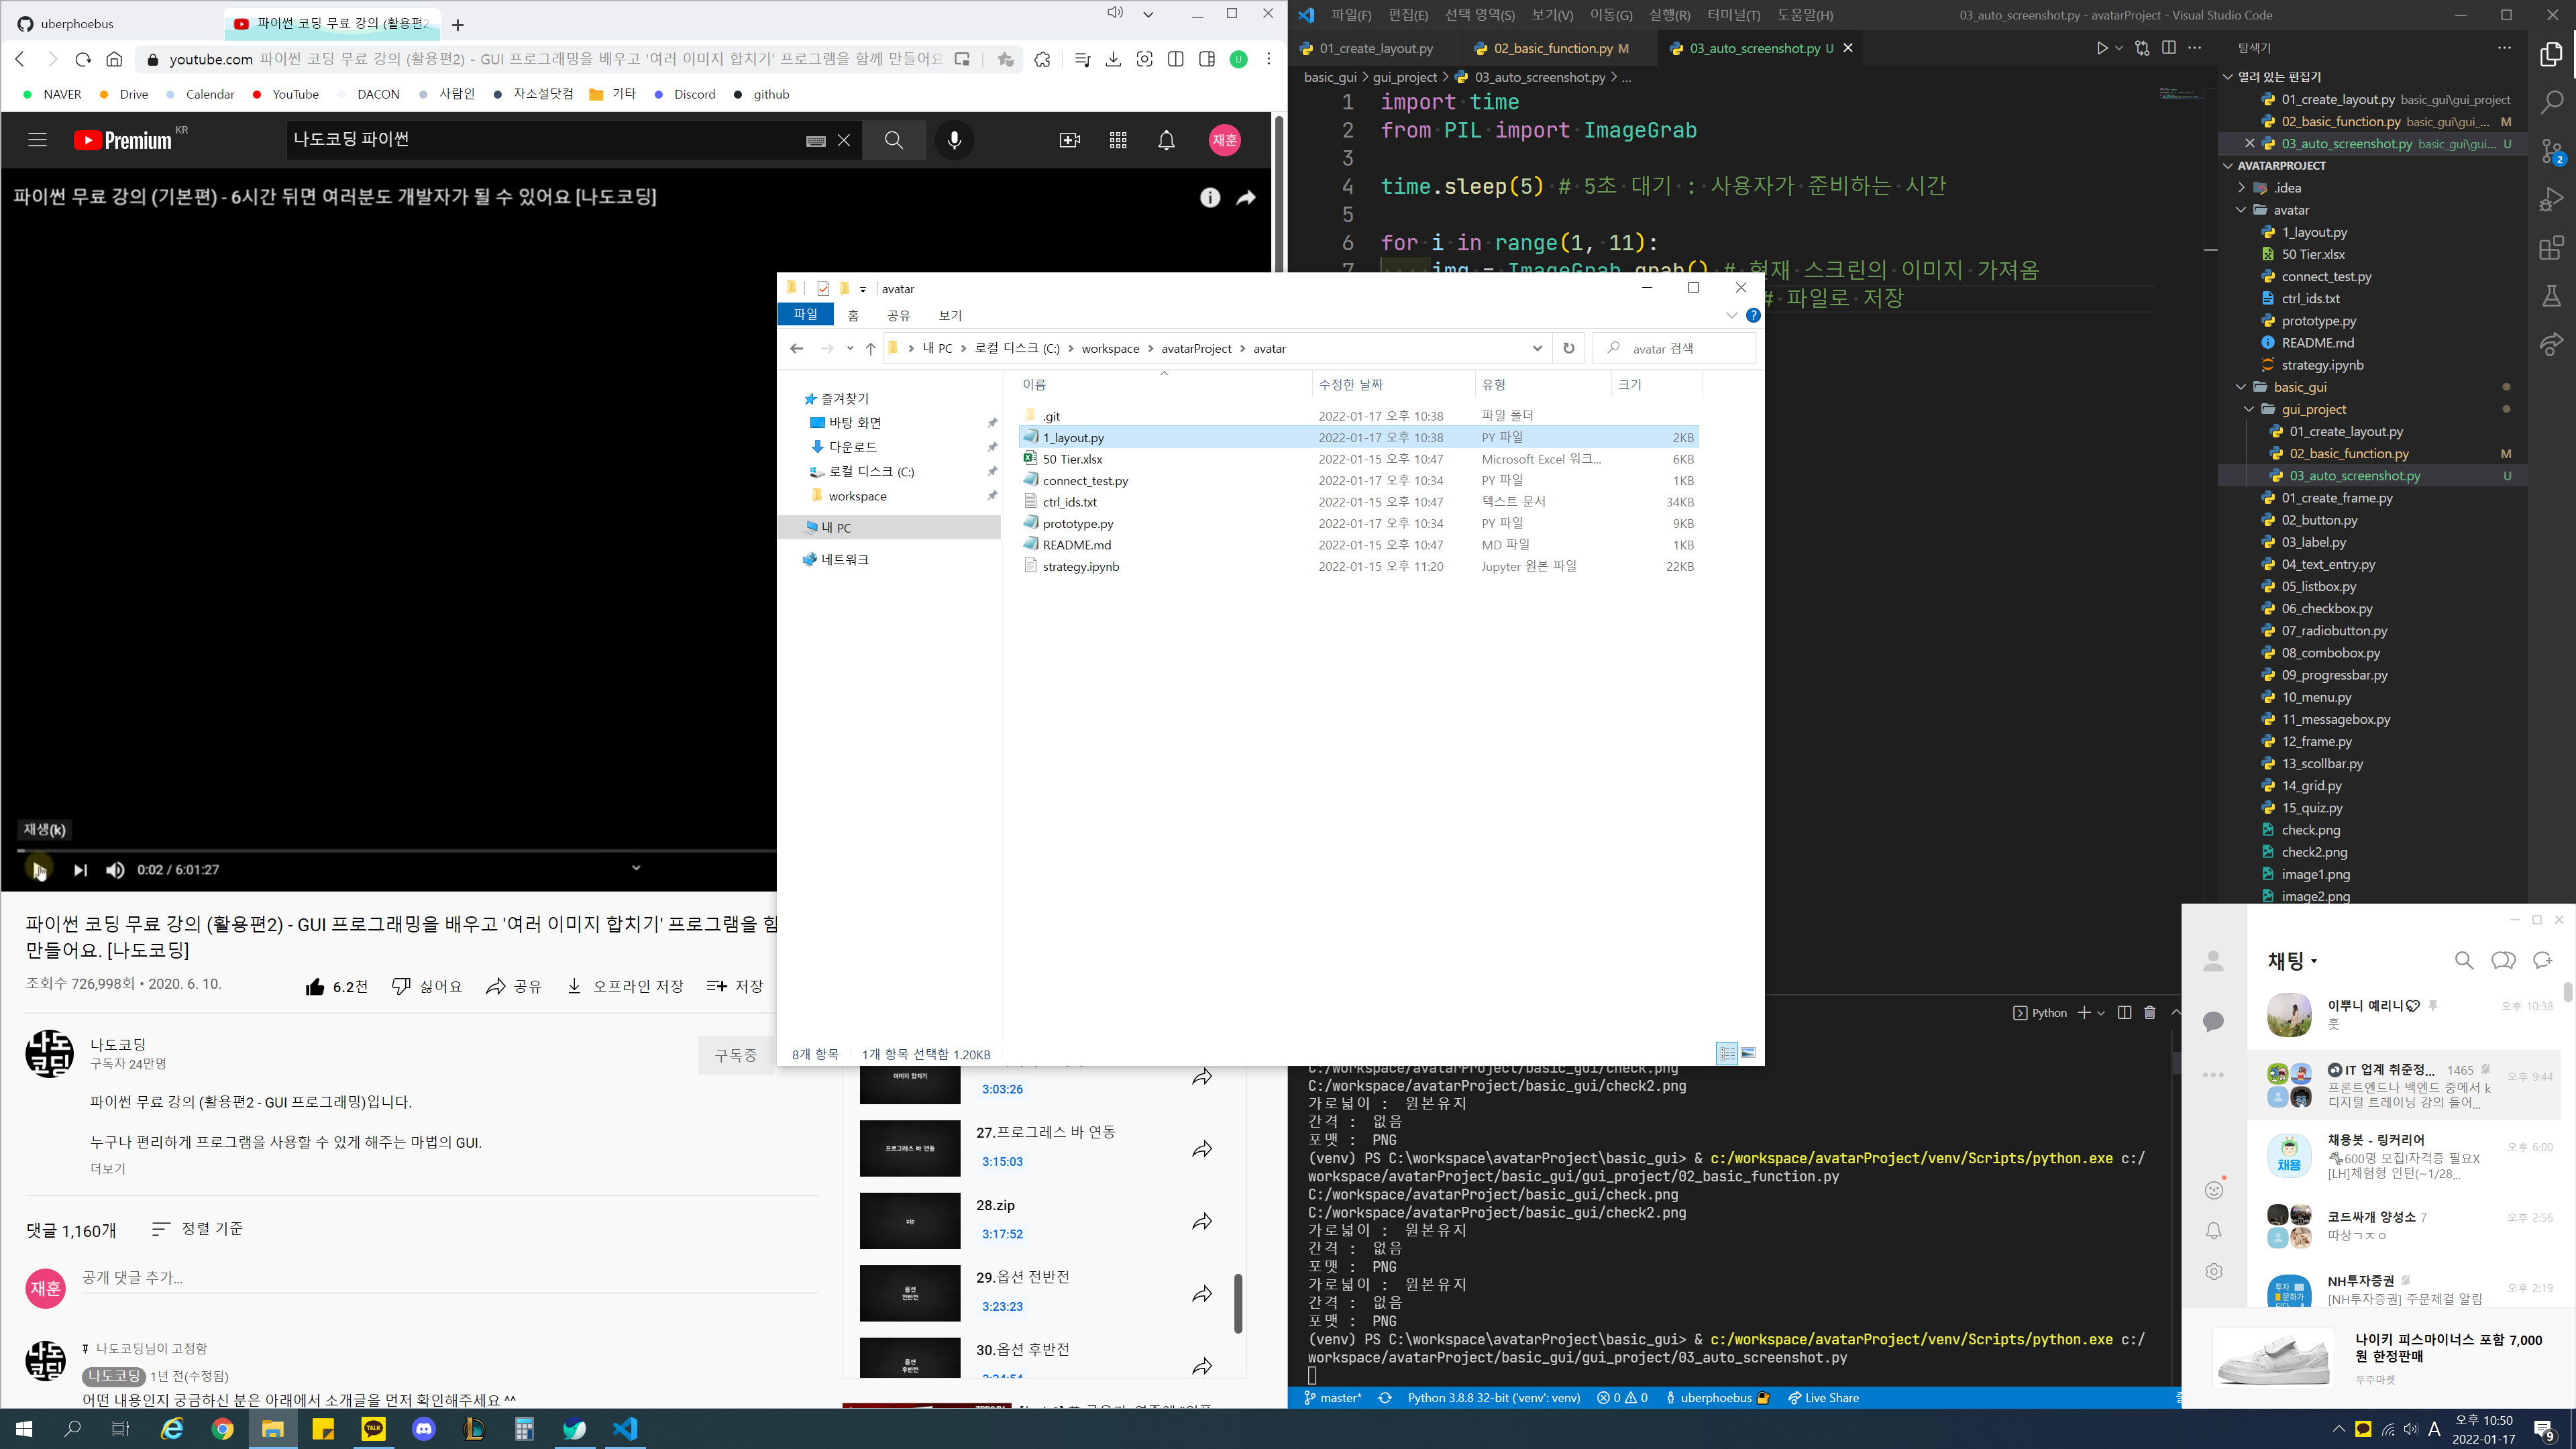 uberphoebus
파이썬 코딩 무료 강의 (활용편2
youtube.com 파이썬 코딩 무료 강의 (활용편2) - GUI 프로그래밍을 배우고 '여러 이미지 합치기' 프로그램을 함께 만들어요
NAVER Drive Calendar YouTube DACON 사람인 자소설닷컴 기타 Discord github
Premium KR
나도코딩 파이썬
재훈
파이썬 무료 강의 (기본편) - 6시간 뒤면 여러분도 개발자가 될 수 있어요 [나도코딩]
재생(k)
0:02 / 6:01:27
파이썬 코딩 무료 강의 (활용편2) - GUI 프로그래밍을 배우고 '여러 이미지 합치기' 프로그램을 함
만들어요. [나도코딩]
조회수 726,998회 • 2020. 6. 10.
6.2천 싫어요 공유 오프라인 저장 저장
나도코딩
구독자 24만명
구독중
파이썬 무료 강의 (활용편2 - GUI 프로그래밍)입니다.
누구나 편리하게 프로그램을 사용할 수 있게 해주는 마법의 GUI.
더보기
댓글 1,160개 정렬 기준
재훈
공개 댓글 추가...
나도코딩님이 고정함
나도코딩 1년 전(수정됨)
어떤 내용인지 궁금하신 분은 아래에서 소개글을 먼저 확인해주세요 ^^
3:03:26
27.프로그레스 바 연동
3:15:03
28.zip
3:17:52
29.옵션 전반전
3:23:23
30.옵션 후반전
avatar
파일 홈 공유 보기
내 PC 로컬 디스크 (C:) workspace avatarProject avatar
avatar 검색
즐겨찾기
바탕 화면
다운로드
로컬 디스크 (C:)
workspace
내 PC
네트워크
이름 수정한 날짜 유형 크기
.git 2022-01-17 오후 10:38 파일 폴더
1_layout.py 2022-01-17 오후 10:38 PY 파일 2KB
50 Tier.xlsx 2022-01-15 오후 10:47 Microsoft Excel 워크... 6KB
connect_test.py 2022-01-17 오후 10:34 PY 파일 1KB
ctrl_ids.txt 2022-01-15 오후 10:47 텍스트 문서 34KB
prototype.py 2022-01-17 오후 10:34 PY 파일 9KB
README.md 2022-01-15 오후 10:47 MD 파일 1KB
strategy.ipynb 2022-01-15 오후 11:20 Jupyter 원본 파일 22KB
8개 항목 1개 항목 선택함 1.20KB
파일(F) 편집(E) 선택 영역(S) 보기(V) 이동(G) 실행(R) 터미널(T) 도움말(H)
03_auto_screenshot.py - avatarProject - Visual Studio Code
01_create_layout.py
02_basic_function.py M
03_auto_screenshot.py U
basic_gui > gui_project > 03_auto_screenshot.py > ...
1 import time
2 from PIL import ImageGrab
3
4 time.sleep(5) # 5초 대기 : 사용자가 준비하는 시간
5
6 for i in range(1, 11):
7 img = ImageGrab.grab() # 현재 스크린의 이미지 가져옴
# 파일로 저장
탐색기
열려 있는 편집기
01_create_layout.py basic_gui\gui_project
02_basic_function.py basic_gui\gui_... M
03_auto_screenshot.py basic_gui\gui... U
AVATARPROJECT
.idea
avatar
1_layout.py
50 Tier.xlsx
connect_test.py
ctrl_ids.txt
prototype.py
README.md
strategy.ipynb
basic_gui
gui_project
01_create_layout.py
02_basic_function.py M
03_auto_screenshot.py U
01_create_frame.py
02_button.py
03_label.py
04_text_entry.py
05_listbox.py
06_checkbox.py
07_radiobutton.py
08_combobox.py
09_progressbar.py
10_menu.py
11_messagebox.py
12_frame.py
13_scollbar.py
14_grid.py
15_quiz.py
check.png
check2.png
image1.png
image2.png
2
Python
C:/workspace/avatarProject/basic_gui/check.png
C:/workspace/avatarProject/basic_gui/check2.png
가로넓이 : 원본유지
간격 : 없음
포맷 : PNG
(venv) PS C:\workspace\avatarProject\basic_gui> & c:/workspace/avatarProject/venv/Scripts/python.exe c:/
workspace/avatarProject/basic_gui/gui_project/02_basic_function.py
C:/workspace/avatarProject/basic_gui/check.png
C:/workspace/avatarProject/basic_gui/check2.png
가로넓이 : 원본유지
간격 : 없음
포맷 : PNG
가로넓이 : 원본유지
간격 : 없음
포맷 : PNG
(venv) PS C:\workspace\avatarProject\basic_gui> & c:/workspace/avatarProject/venv/Scripts/python.exe c:/
workspace/avatarProject/basic_gui/gui_project/03_auto_screenshot.py
master* Python 3.8.8 32-bit ('venv': venv) 0 0 uberphoebus Live Share
채팅
이쁘니 예리니 오후 10:38
훗
IT 업계 취준정... 1465 오후 9:44
프론트엔드나 백엔드 중에서 k
디지털 트레이닝 강의 들어...
채용봇 - 링커리어 오후 6:00
600명 모집!자격증 필요X
[LH]체험형 인턴(~1/28...
채용
코드싸개 양성소 7 오후 2:56
따상ㄱㅈㅇ
NH투자증권 오후 2:19
[NH투자증권] 주문체결 알림
나이키 피스마이너스 포함 7,000
원 한정판매
우주마켓
A
오후 10:50
2022-01-17
9